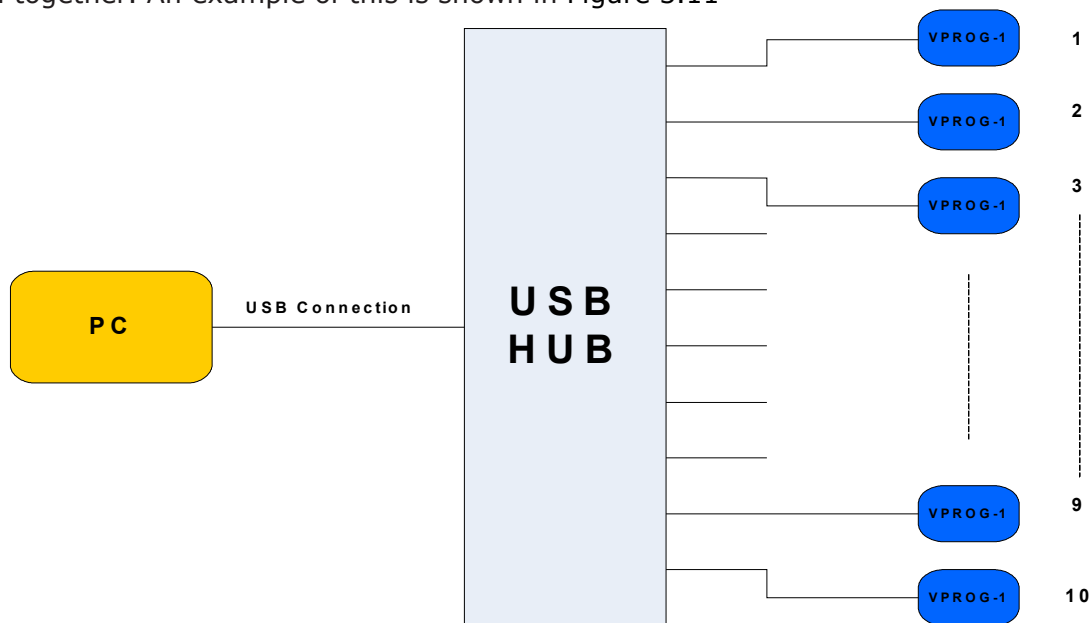 together. An example of this is shown in Figure 3.11
VPROG-1 1
VPROG-1 2
VPROG-1 3
PC
USB Connection
USB
HUB
VPROG-1 9
VPROG-1 10